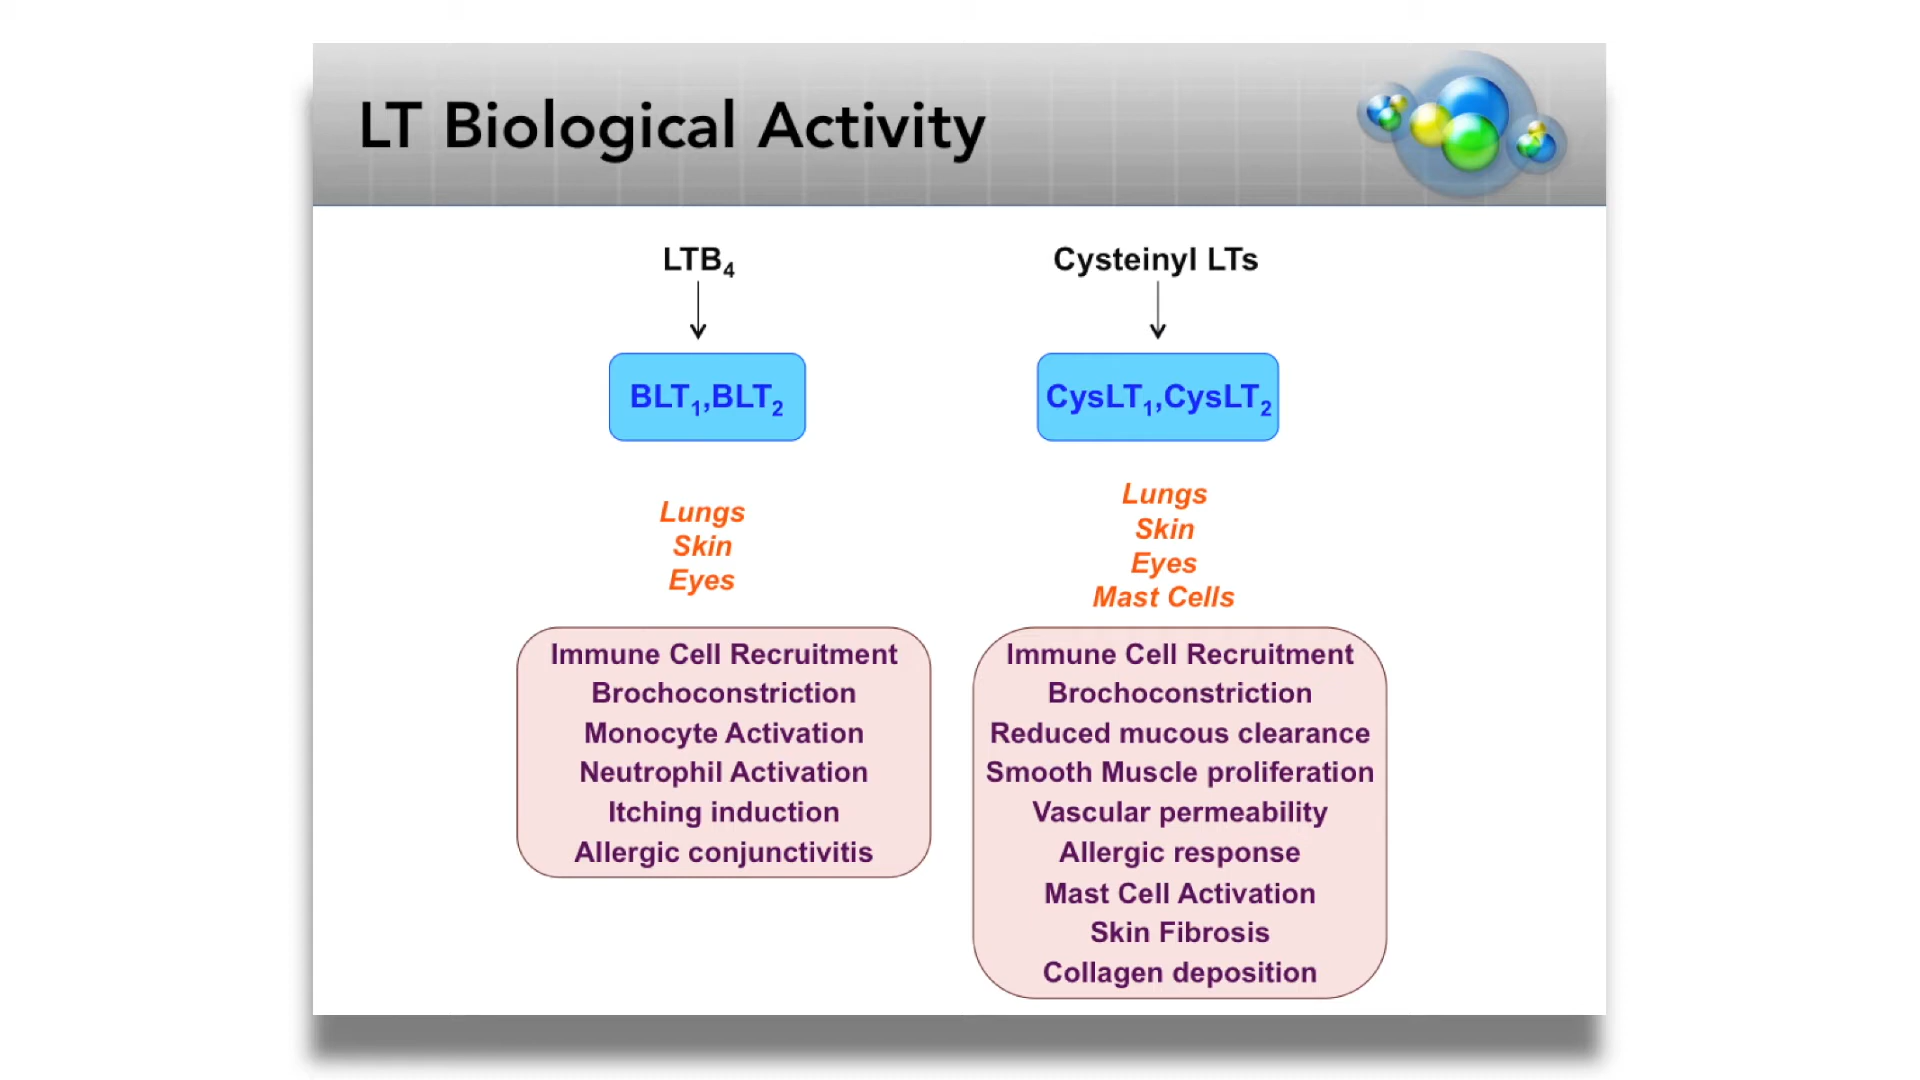 LT Biological Activity
LTB₄
BLT₁,BLT₂
Lungs
Skin
Eyes
Immune Cell Recruitment
Brochoconstriction
Monocyte Activation
Neutrophil Activation
Itching induction
Allergic conjunctivitis
Cysteinyl LTs
CysLT₁,CysLT₂
Lungs
Skin
Eyes
Mast Cells
Immune Cell Recruitment
Brochoconstriction
Reduced mucous clearance
Smooth Muscle proliferation
Vascular permeability
Allergic response
Mast Cell Activation
Skin Fibrosis
Collagen deposition